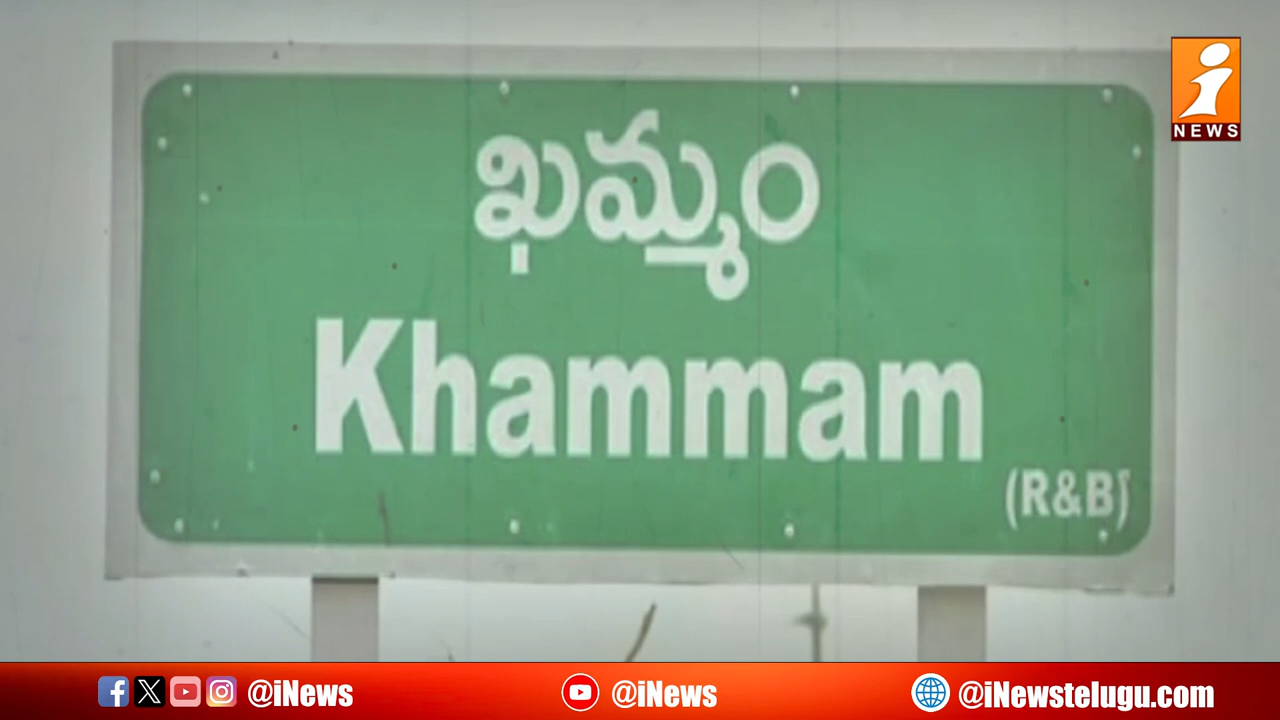 i
NEWS
ఖమ్మం
Khammam
(R&B)
@iNews
@iNews
@iNewstelugu.com